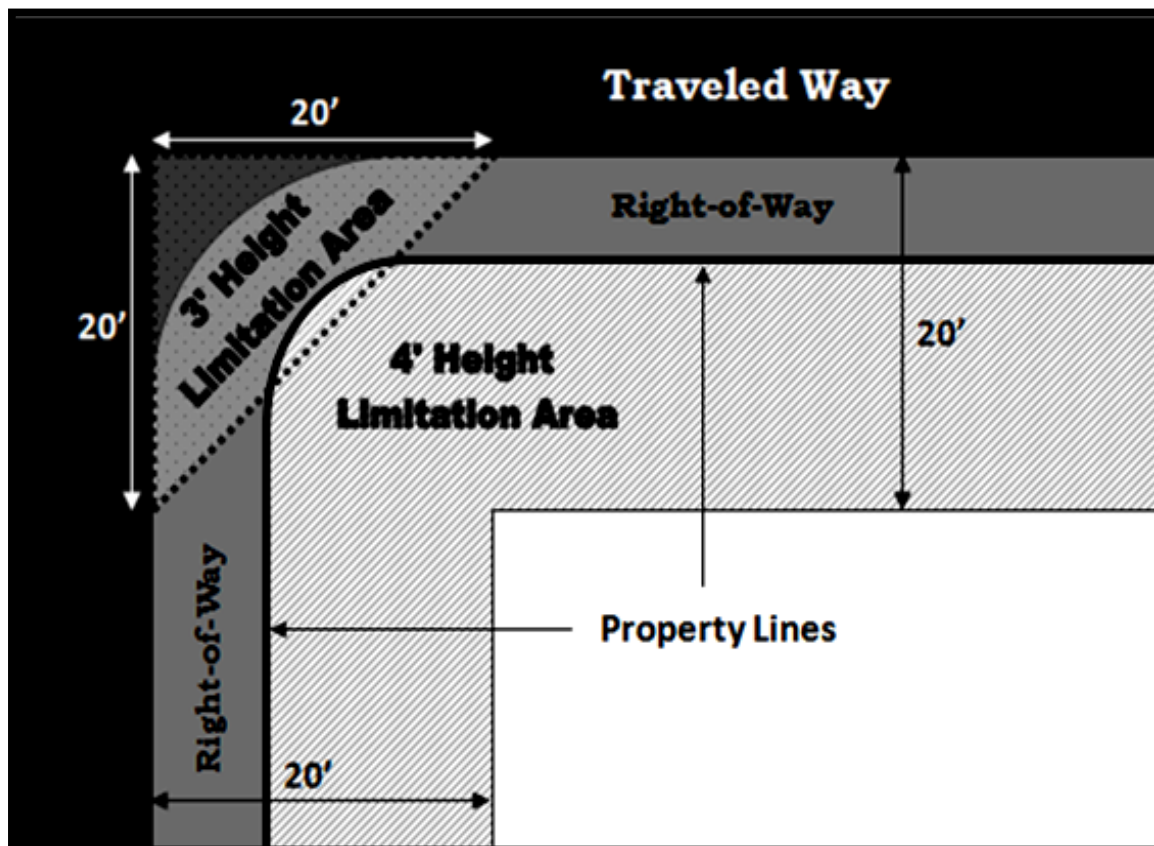 Traveled Way
20’
Right-of-Way
3' Height
Limitation Area
20’
20’
4' Height
Limitation Area
Right-of-Way
Property Lines
20’